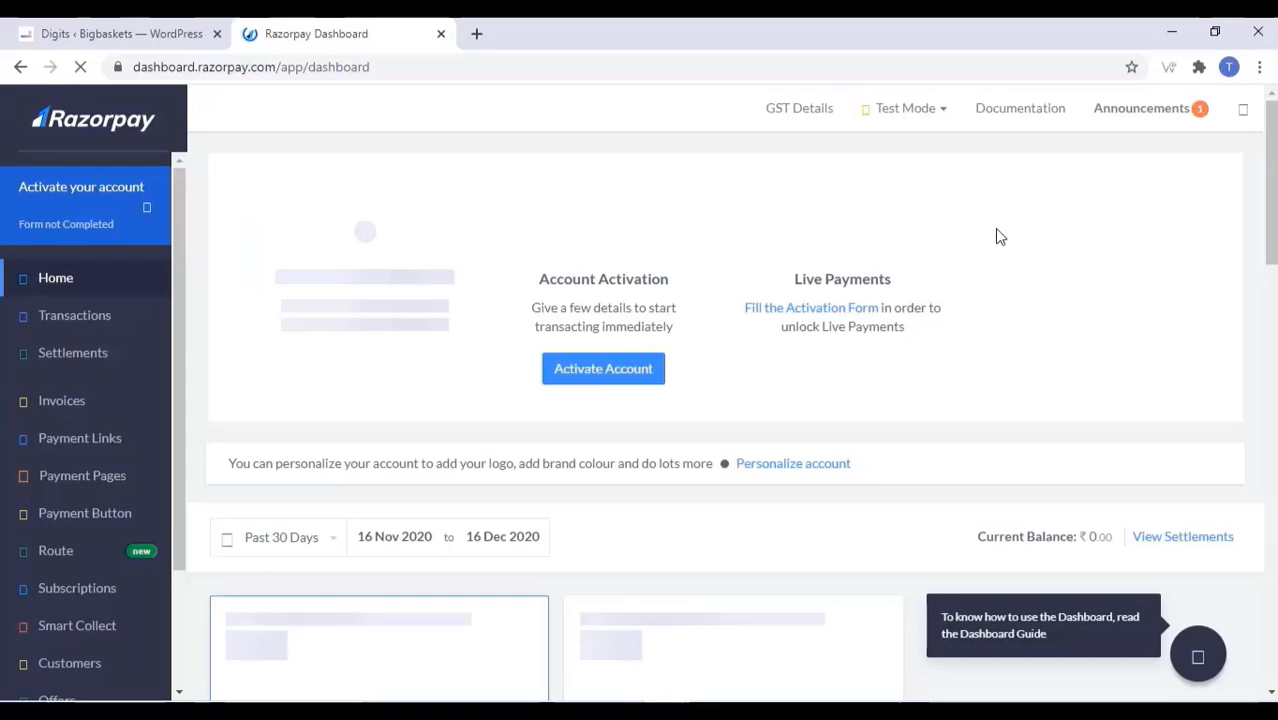 Digits ‹ Bigbaskets — WordPress
Razorpay Dashboard
dashboard.razorpay.com/app/dashboard
T
Razorpay
GST Details
Test Mode
Documentation
Announcements 1
Activate your account
Form not Completed
Home
Transactions
Settlements
Invoices
Payment Links
Payment Pages
Payment Button
Route new
Subscriptions
Smart Collect
Customers
Offers
Account Activation
Give a few details to start
transacting immediately
Activate Account
Live Payments
Fill the Activation Form in order to
unlock Live Payments
You can personalize your account to add your logo, add brand colour and do lots more ● Personalize account
Past 30 Days
16 Nov 2020 to 16 Dec 2020
Current Balance: ₹ 0.00
View Settlements
To know how to use the Dashboard, read
the Dashboard Guide